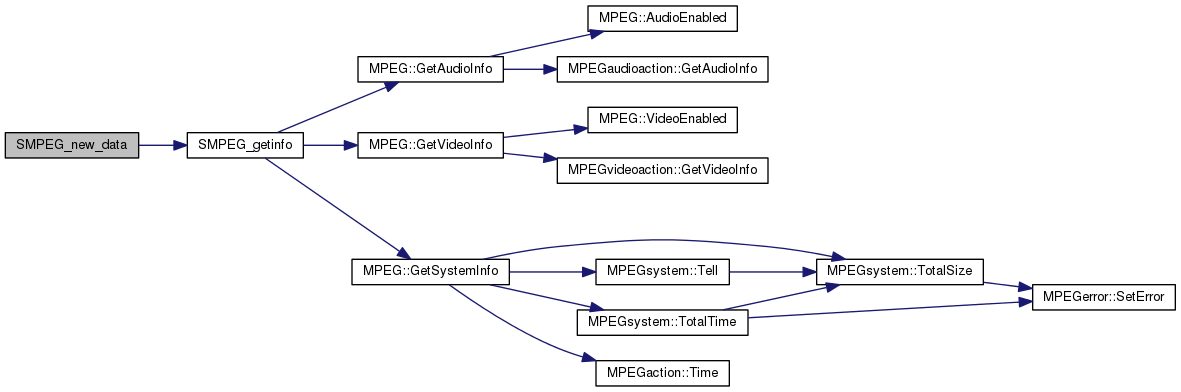 MPEG::AudioEnabled
MPEG::GetAudioInfo
MPEGaudioaction::GetAudioInfo
MPEG::VideoEnabled
SMPEG_new_data
SMPEG_getinfo
MPEG::GetVideoInfo
MPEGvideoaction::GetVideoInfo
MPEG::GetSystemInfo
MPEGsystem::Tell
MPEGsystem::TotalSize
MPEGerror::SetError
MPEGsystem::TotalTime
MPEGaction::Time